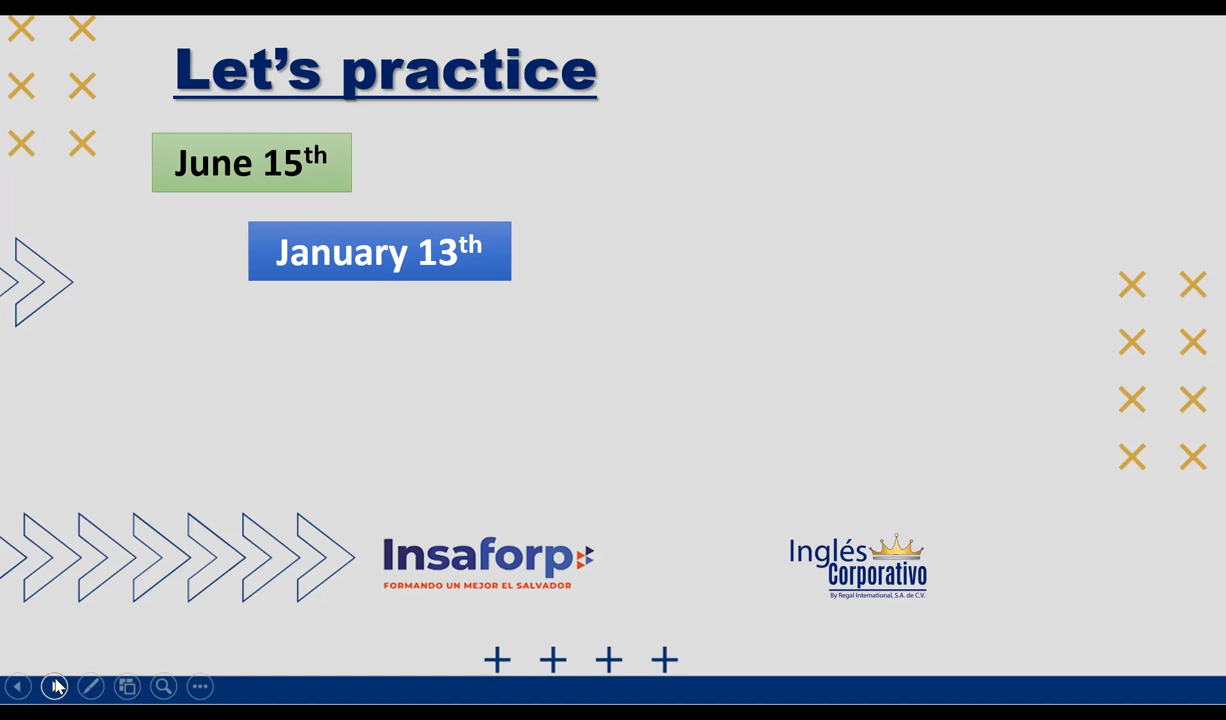 Let's practice
June 15th
January 13th
Insaforp
FORMANDO UN MEJOR EL SALVADOR
Inglés
Corporativo
By Regal International, S.A. de C.V.